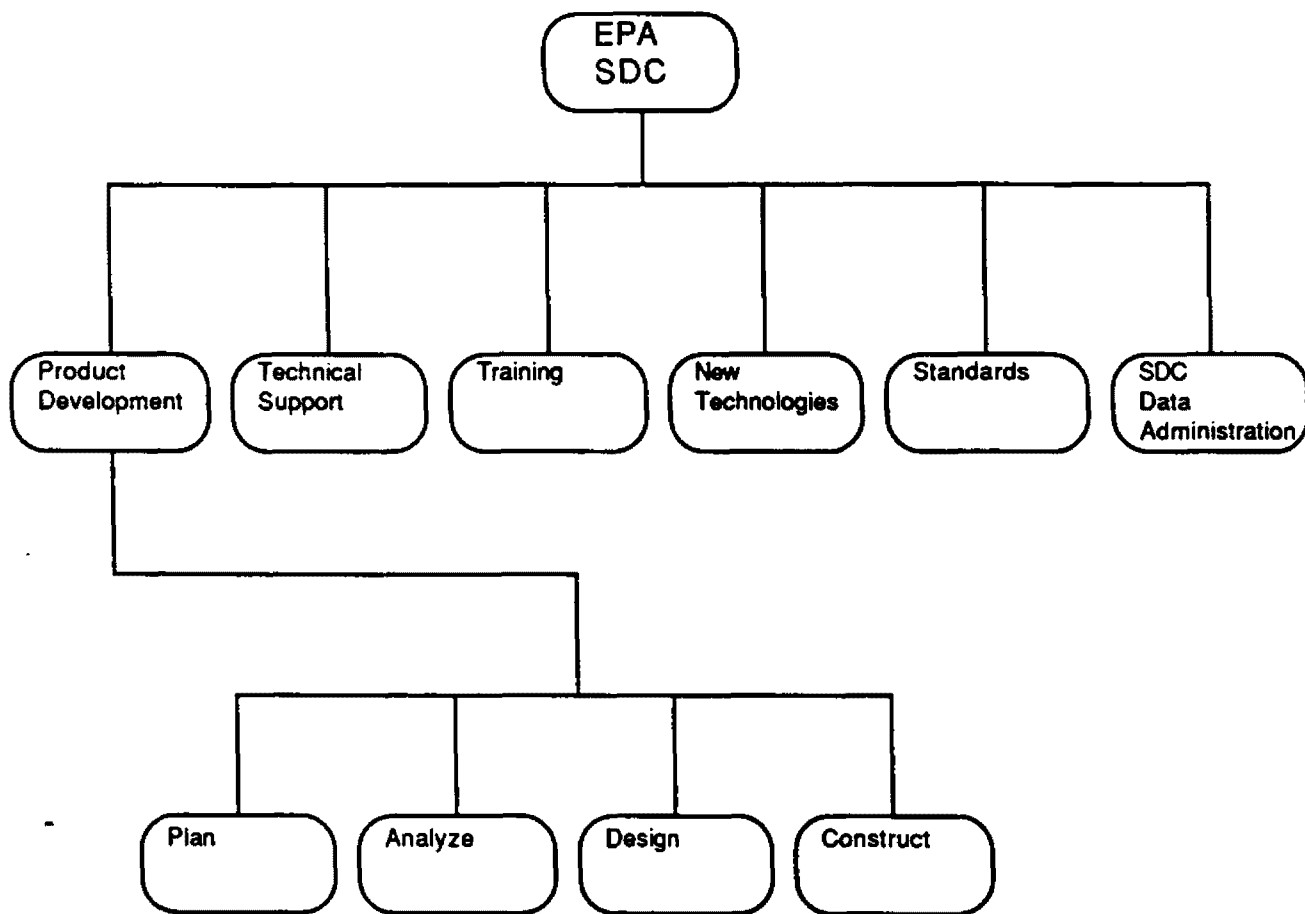 EPA
SDC
Product
Development
Technical
Support
Training
New
Technologies
Standards
SDC
Data
Administration
Plan
Analyze
Design
Construct